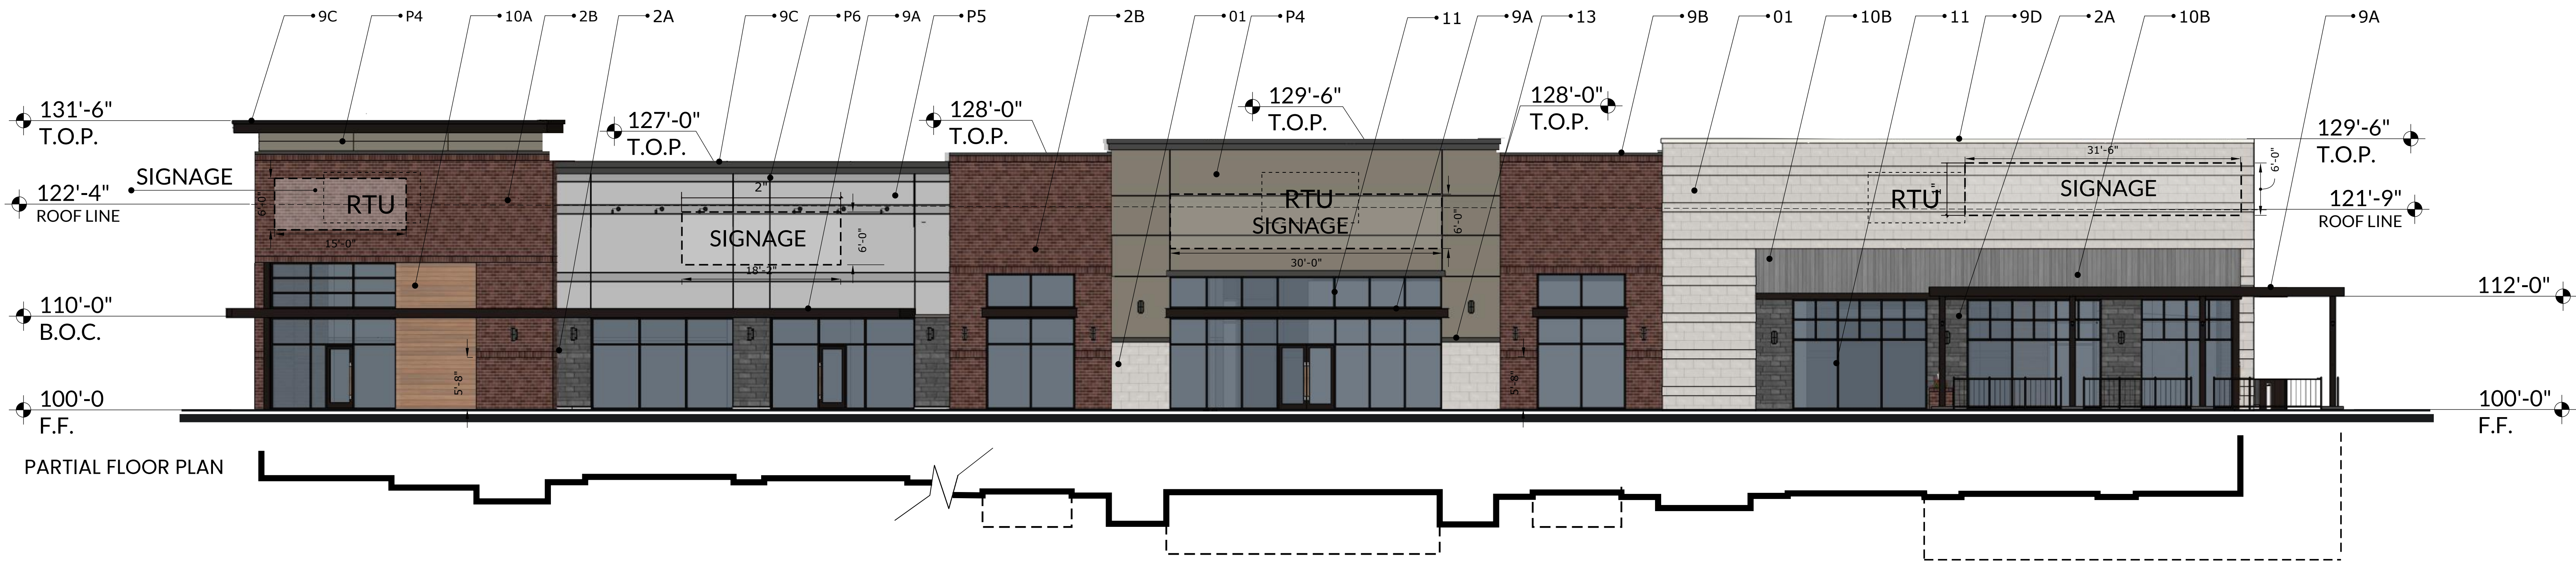 9C P4 10A 2B 2A 9C P6 9A P5 2B 01 P4 11 9A 13 9B 01 10B 11 9D 2A 10B 9A
131'-6"
T.O.P.
127'-0"
T.O.P.
128'-0"
T.O.P.
129'-6"
T.O.P.
128'-0"
T.O.P.
129'-6"
T.O.P.
SIGNAGE
122'-4"
ROOF LINE
6'-0"
RTU
15'-0"
2"
SIGNAGE
6'-0"
18'-2"
RTU
SIGNAGE
6'-0"
30'-0"
31'-6"
RTU
1"
SIGNAGE
6'-0"
121'-9"
ROOF LINE
110'-0"
B.O.C.
112'-0"
5'-8"
5'-8"
100'-0
F.F.
100'-0"
F.F.
PARTIAL FLOOR PLAN